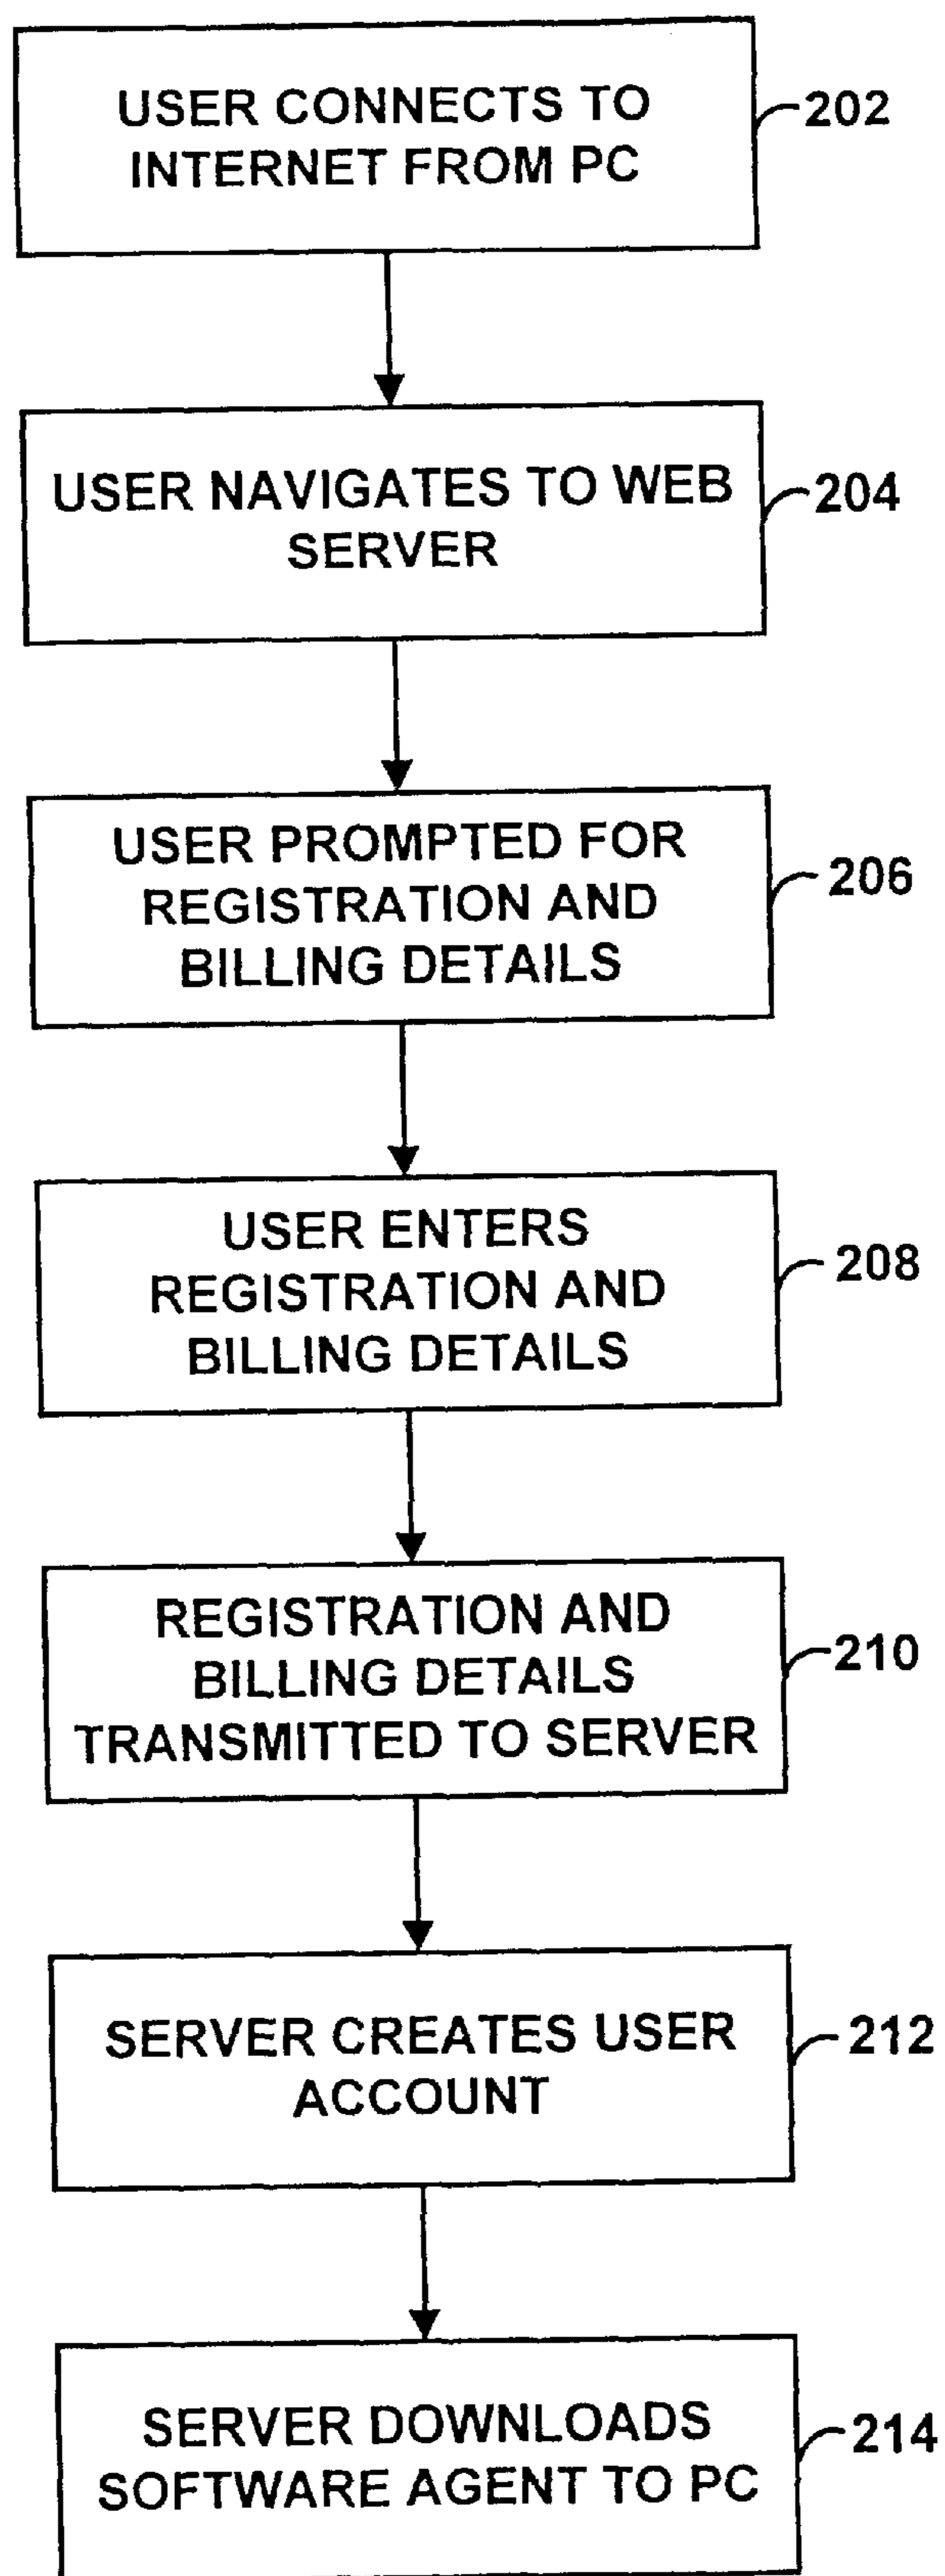 USER CONNECTS TO
INTERNET FROM PC
202
USER NAVIGATES TO WEB
SERVER
204
USER PROMPTED FOR
REGISTRATION AND
BILLING DETAILS
206
USER ENTERS
REGISTRATION AND
BILLING DETAILS
208
REGISTRATION AND
BILLING DETAILS
TRANSMITTED TO SERVER
210
SERVER CREATES USER
ACCOUNT
212
SERVER DOWNLOADS
SOFTWARE AGENT TO PC
214